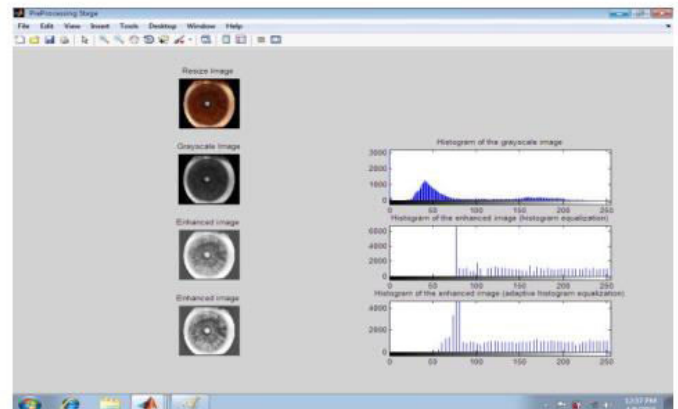 PreProcessing Stage
File Edit View Insert Tools Desktop Window Help
Resize Image
Grayscale Image
Enhanced image
Enhanced image
Histogram of the grayscale image
3000
2000
1000
0
0 50 100 150 200 250
Histogram of the enhanced image (histogram equalization)
6000
4000
2000
0
0 50 100 150 200 250
Histogram of the enhanced image (adaptive histogram equalization)
4000
2000
0
0 50 100 150 200 250
12:57 PM